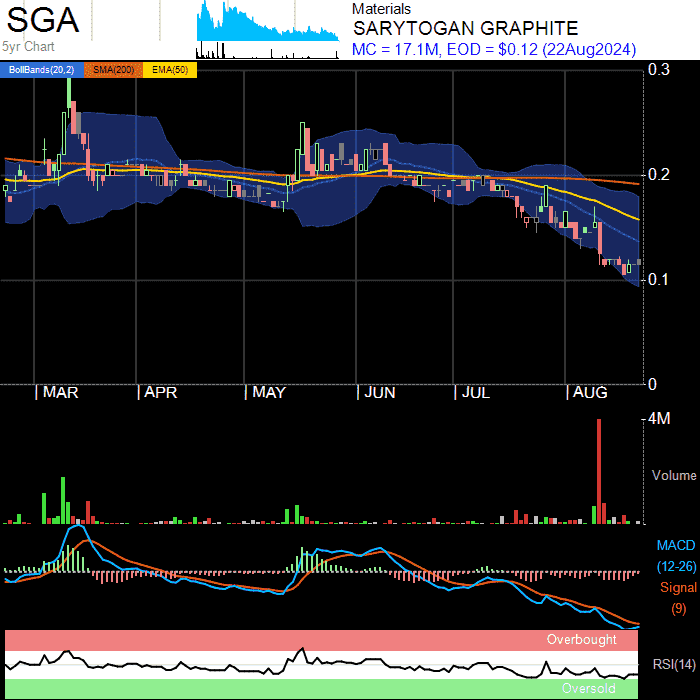 SGA
5yr Chart
Materials
SARYTOGAN GRAPHITE
MC = 17.1M, EOD = $0.12 (22Aug2024)
BollBands(20,2) SMA(200) EMA(50)
0.3
0.2
0.1
0
| MAR | APR | MAY | JUN | JUL | AUG
4M
Volume
MACD
(12-26)
Signal
(9)
Overbought
RSI(14)
Oversold